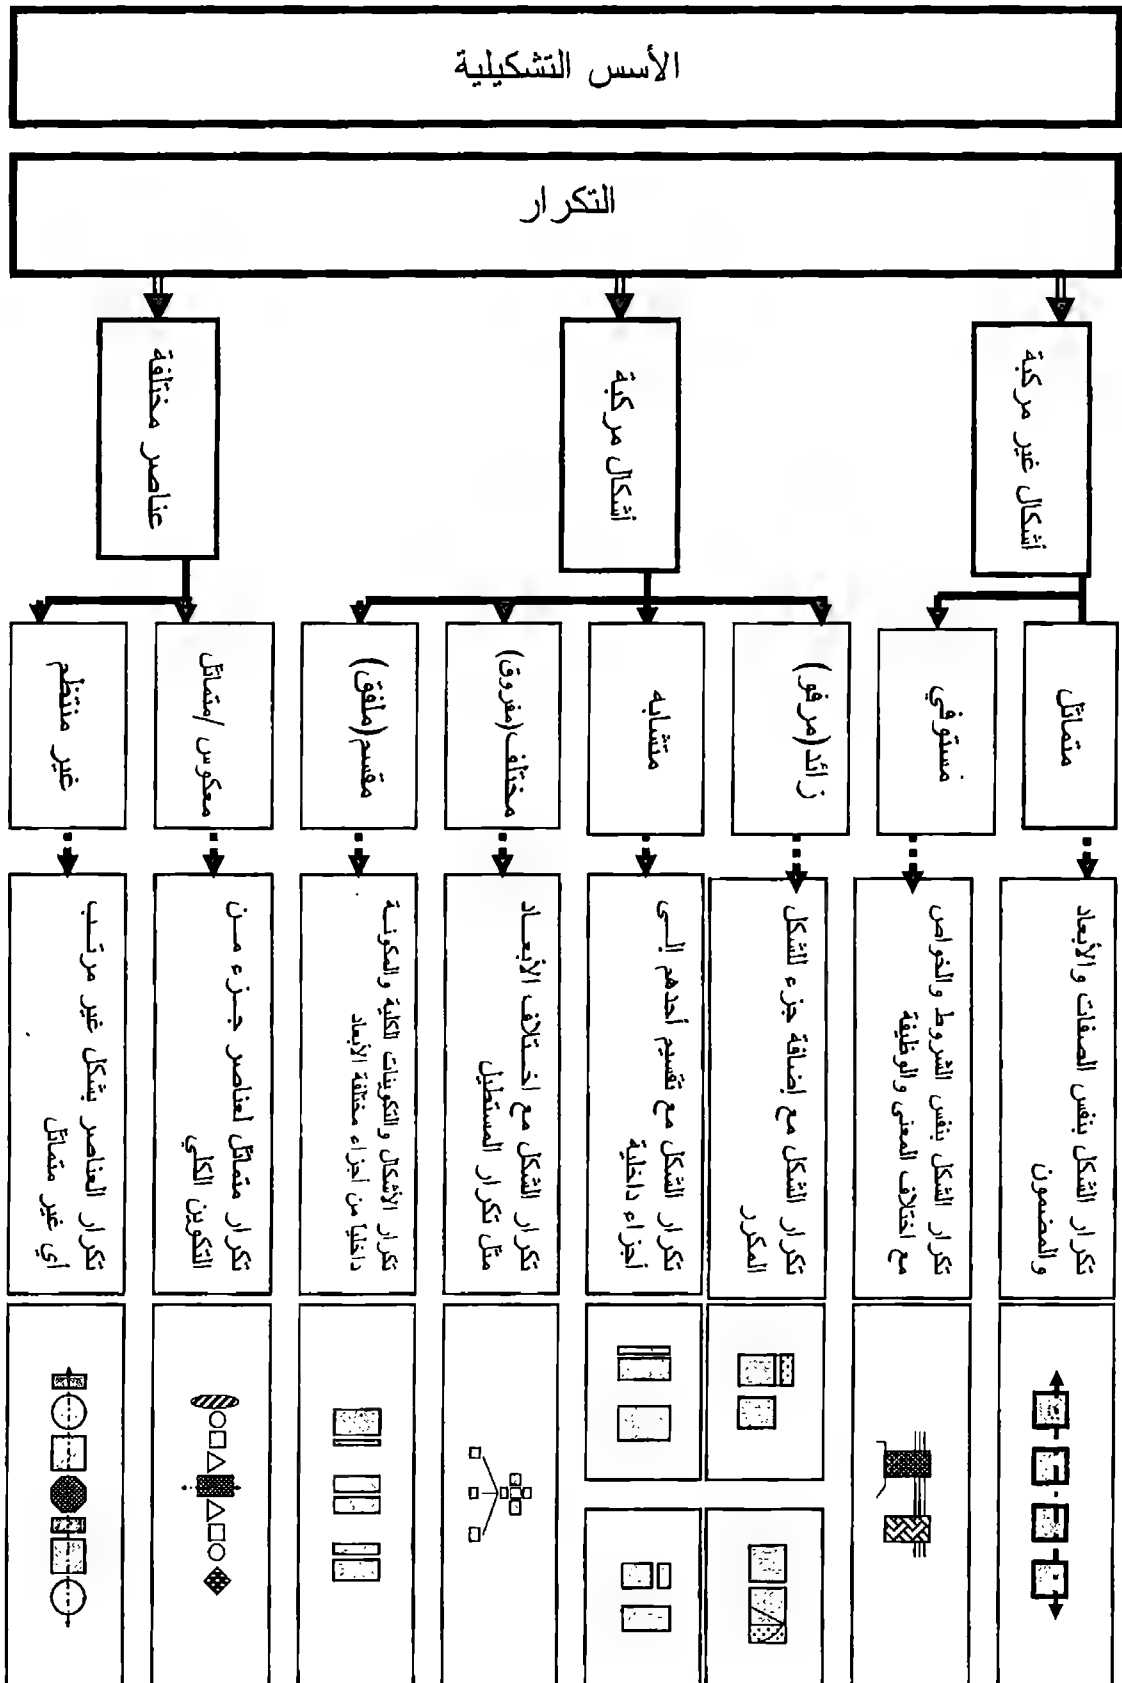 الأسس التشكيلية
التكرار
أشكال غير مركبة
أشكال مركبة
عناصر مختلفة
متماثل
مستوفي
زائد(مرفو)
متشابه
مختلف(مفروق)
مقسم(ملفق)
معكوس/متماثل
غير منتظم
تكرار الشكل بنفس الصفات والأبعاد
والمضمون
تكرار الشكل بنفس الشروط والخواص
مع اختلاف المعنى والوظيفة
تكرار الشكل مع إضافة جزء للشكل
المكرر
تكرار الشكل مع تقسيم أحدهم إلى
أجزاء داخلية
تكرار الشكل مع اختلاف الأبعاد
مثل تكرار المستطيل
تكرار الأشكال والتكوينات الكلية والمكونة
داخليا من أجزاء مختلفة الأبعاد
تكرار متماثل لعناصر جزء من
التكوين الكلي
تكرار العناصر بشكل غير مرتب
أي غير متماثل